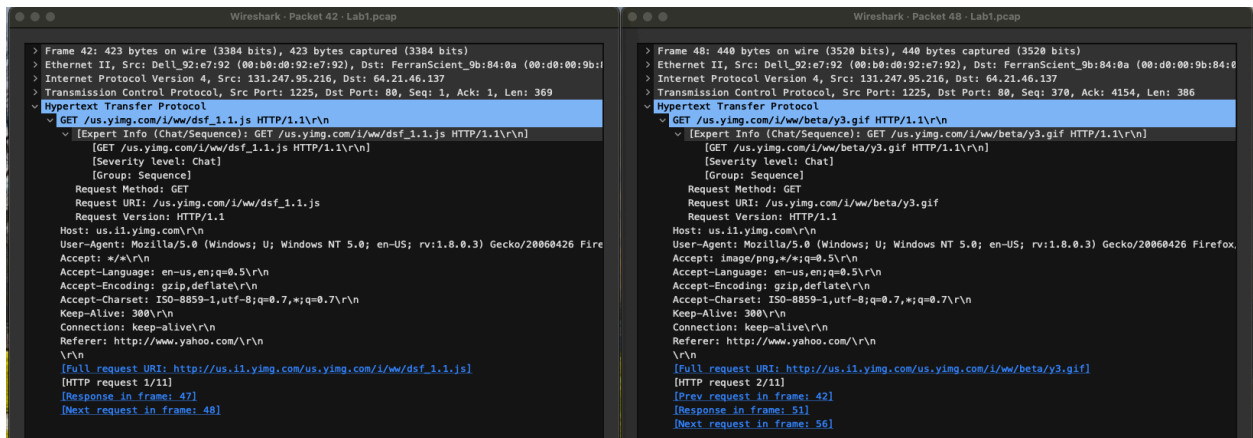 Wireshark · Packet 42 · Lab1.pcap
> Frame 42: 423 bytes on wire (3384 bits), 423 bytes captured (3384 bits)
> Ethernet II, Src: Dell_92:e7:92 (00:b0:d0:92:e7:92), Dst: FerranScient_9b:84:0a (00:d0:00:9b:
> Internet Protocol Version 4, Src: 131.247.95.216, Dst: 64.21.46.137
> Transmission Control Protocol, Src Port: 1225, Dst Port: 80, Seq: 1, Ack: 1, Len: 369
Hypertext Transfer Protocol
GET /us.yimg.com/i/ww/dsf_1.1.js HTTP/1.1\r\n
[Expert Info (Chat/Sequence): GET /us.yimg.com/i/ww/dsf_1.1.js HTTP/1.1\r\n]
[GET /us.yimg.com/i/ww/dsf_1.1.js HTTP/1.1\r\n]
[Severity level: Chat]
[Group: Sequence]
Request Method: GET
Request URI: /us.yimg.com/i/ww/dsf_1.1.js
Request Version: HTTP/1.1
Host: us.i1.yimg.com\r\n
User-Agent: Mozilla/5.0 (Windows; U; Windows NT 5.0; en-US; rv:1.8.0.3) Gecko/20060426 Fire
Accept: */*\r\n
Accept-Language: en-us,en;q=0.5\r\n
Accept-Encoding: gzip,deflate\r\n
Accept-Charset: ISO-8859-1,utf-8;q=0.7,*;q=0.7\r\n
Keep-Alive: 300\r\n
Connection: keep-alive\r\n
Referer: http://www.yahoo.com/\r\n
\r\n
[Full request URI: http://us.i1.yimg.com/us.yimg.com/i/ww/dsf_1.1.js]
[HTTP request 1/11]
[Response in frame: 47]
[Next request in frame: 48]
Wireshark · Packet 48 · Lab1.pcap
> Frame 48: 440 bytes on wire (3520 bits), 440 bytes captured (3520 bits)
> Ethernet II, Src: Dell_92:e7:92 (00:b0:d0:92:e7:92), Dst: FerranScient_9b:84:0a (00:d0:00:9b:84:0
> Internet Protocol Version 4, Src: 131.247.95.216, Dst: 64.21.46.137
> Transmission Control Protocol, Src Port: 1225, Dst Port: 80, Seq: 370, Ack: 4154, Len: 386
Hypertext Transfer Protocol
GET /us.yimg.com/i/ww/beta/y3.gif HTTP/1.1\r\n
[Expert Info (Chat/Sequence): GET /us.yimg.com/i/ww/beta/y3.gif HTTP/1.1\r\n]
[GET /us.yimg.com/i/ww/beta/y3.gif HTTP/1.1\r\n]
[Severity level: Chat]
[Group: Sequence]
Request Method: GET
Request URI: /us.yimg.com/i/ww/beta/y3.gif
Request Version: HTTP/1.1
Host: us.i1.yimg.com\r\n
User-Agent: Mozilla/5.0 (Windows; U; Windows NT 5.0; en-US; rv:1.8.0.3) Gecko/20060426 Firefox
Accept: image/png,*/*;q=0.5\r\n
Accept-Language: en-us,en;q=0.5\r\n
Accept-Encoding: gzip,deflate\r\n
Accept-Charset: ISO-8859-1,utf-8;q=0.7,*;q=0.7\r\n
Keep-Alive: 300\r\n
Connection: keep-alive\r\n
Referer: http://www.yahoo.com/\r\n
\r\n
[Full request URI: http://us.i1.yimg.com/us.yimg.com/i/ww/beta/y3.gif]
[HTTP request 2/11]
[Prev request in frame: 42]
[Response in frame: 51]
[Next request in frame: 56]